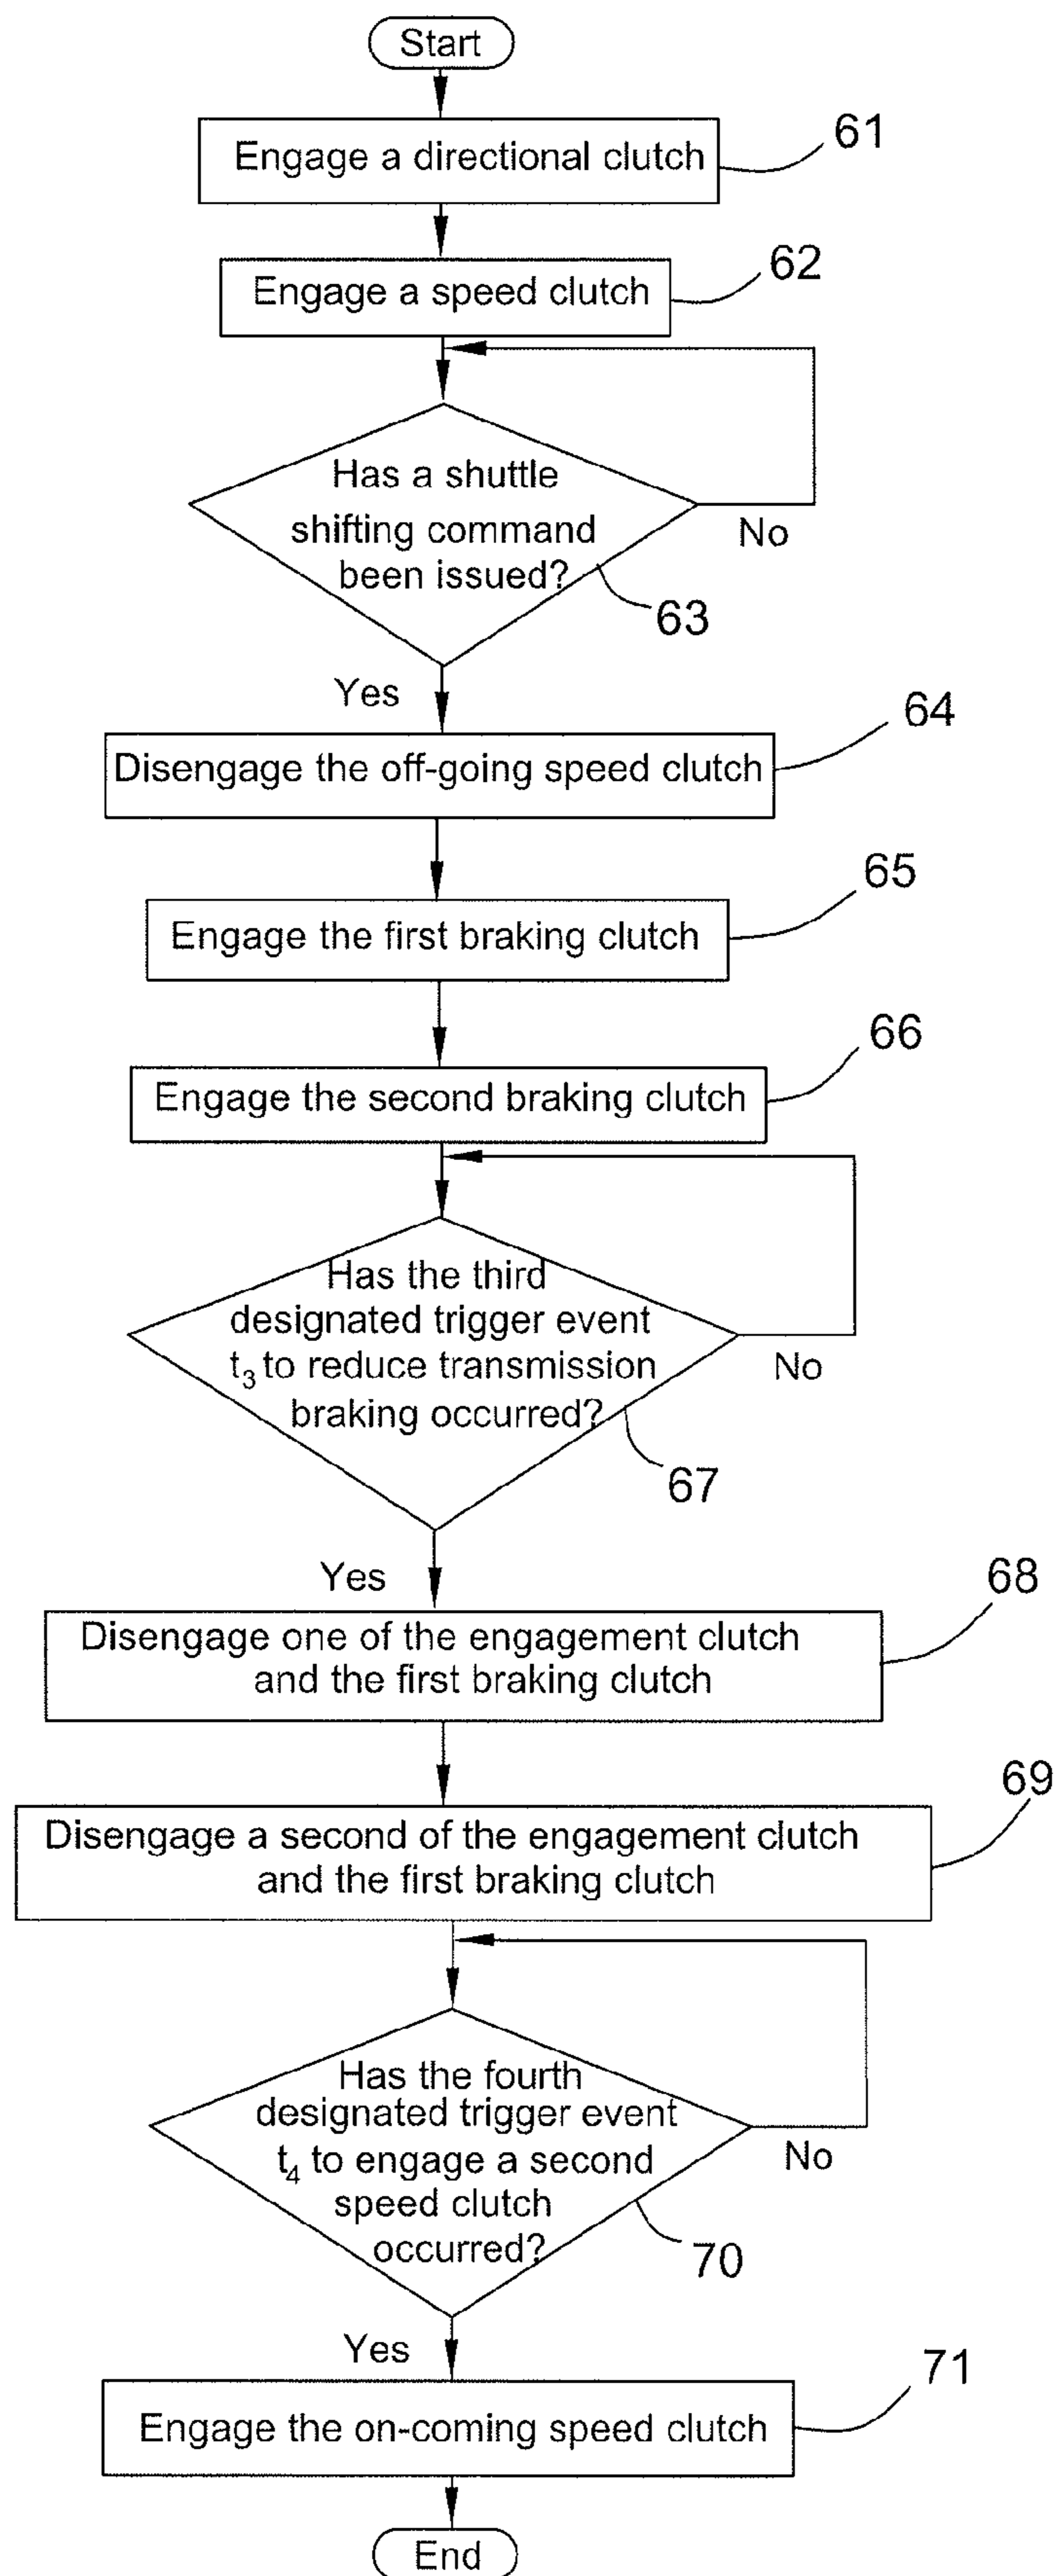 Start
Engage a directional clutch
61
Engage a speed clutch
62
Has a shuttle
shifting command
been issued?
No
63
Yes
64
Disengage the off-going speed clutch
65
Engage the first braking clutch
66
Engage the second braking clutch
Has the third
designated trigger event
t3 to reduce transmission
braking occurred?
No
67
Yes
68
Disengage one of the engagement clutch
and the first braking clutch
69
Disengage a second of the engagement clutch
and the first braking clutch
Has the fourth
designated trigger event
t4 to engage a second
speed clutch
occurred?
No
70
Yes
71
Engage the on-coming speed clutch
End